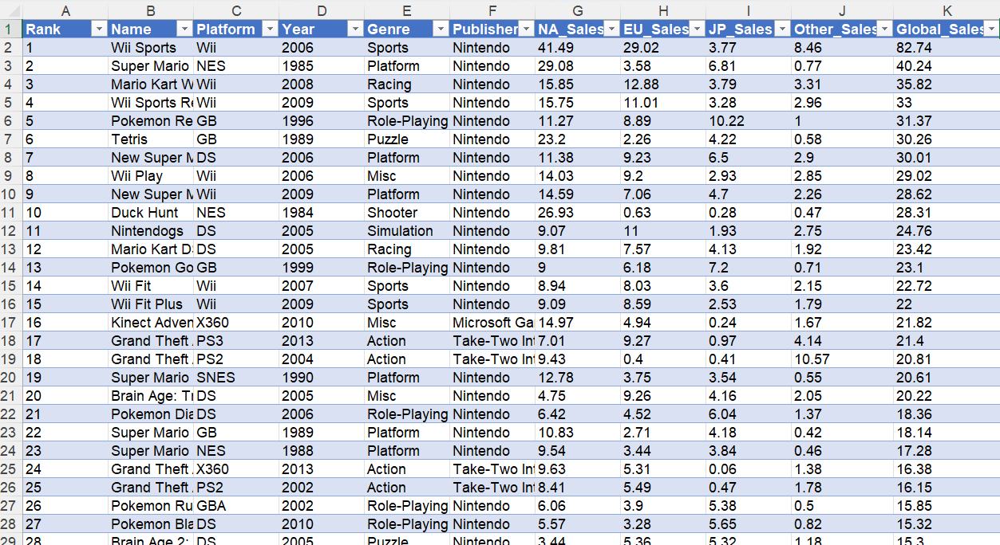 A B C D E F G H I J K
1 Rank Name Platform Year Genre Publisher NA_Sales EU_Sales JP_Sales Other_Sales Global_Sales
2 1 Wii Sports Wii 2006 Sports Nintendo 41.49 29.02 3.77 8.46 82.74
3 2 Super Mario NES 1985 Platform Nintendo 29.08 3.58 6.81 0.77 40.24
4 3 Mario Kart W Wii 2008 Racing Nintendo 15.85 12.88 3.79 3.31 35.82
5 4 Wii Sports Re Wii 2009 Sports Nintendo 15.75 11.01 3.28 2.96 33
6 5 Pokemon Re GB 1996 Role-Playing Nintendo 11.27 8.89 10.22 1 31.37
7 6 Tetris GB 1989 Puzzle Nintendo 23.2 2.26 4.22 0.58 30.26
8 7 New Super M DS 2006 Platform Nintendo 11.38 9.23 6.5 2.9 30.01
9 8 Wii Play Wii 2006 Misc Nintendo 14.03 9.2 2.93 2.85 29.02
10 9 New Super M Wii 2009 Platform Nintendo 14.59 7.06 4.7 2.26 28.62
11 10 Duck Hunt NES 1984 Shooter Nintendo 26.93 0.63 0.28 0.47 28.31
12 11 Nintendogs DS 2005 Simulation Nintendo 9.07 11 1.93 2.75 24.76
13 12 Mario Kart D DS 2005 Racing Nintendo 9.81 7.57 4.13 1.92 23.42
14 13 Pokemon Go GB 1999 Role-Playing Nintendo 9 6.18 7.2 0.71 23.1
15 14 Wii Fit Wii 2007 Sports Nintendo 8.94 8.03 3.6 2.15 22.72
16 15 Wii Fit Plus Wii 2009 Sports Nintendo 9.09 8.59 2.53 1.79 22
17 16 Kinect Adven X360 2010 Misc Microsoft Ga 14.97 4.94 0.24 1.67 21.82
18 17 Grand Theft PS3 2013 Action Take-Two Int 7.01 9.27 0.97 4.14 21.4
19 18 Grand Theft PS2 2004 Action Take-Two Int 9.43 0.4 0.41 10.57 20.81
20 19 Super Mario SNES 1990 Platform Nintendo 12.78 3.75 3.54 0.55 20.61
21 20 Brain Age: Tr DS 2005 Misc Nintendo 4.75 9.26 4.16 2.05 20.22
22 21 Pokemon Dia DS 2006 Role-Playing Nintendo 6.42 4.52 6.04 1.37 18.36
23 22 Super Mario GB 1989 Platform Nintendo 10.83 2.71 4.18 0.42 18.14
24 23 Super Mario NES 1988 Platform Nintendo 9.54 3.44 3.84 0.46 17.28
25 24 Grand Theft X360 2013 Action Take-Two Int 9.63 5.31 0.06 1.38 16.38
26 25 Grand Theft PS2 2002 Action Take-Two Int 8.41 5.49 0.47 1.78 16.15
27 26 Pokemon Ru GBA 2002 Role-Playing Nintendo 6.06 3.9 5.38 0.5 15.85
28 27 Pokemon Bla DS 2010 Role-Playing Nintendo 5.57 3.28 5.65 0.82 15.32
29 28 Brain Age 2: DS 2005 Puzzle Nintendo 3.44 5.36 5.32 1.18 15.3